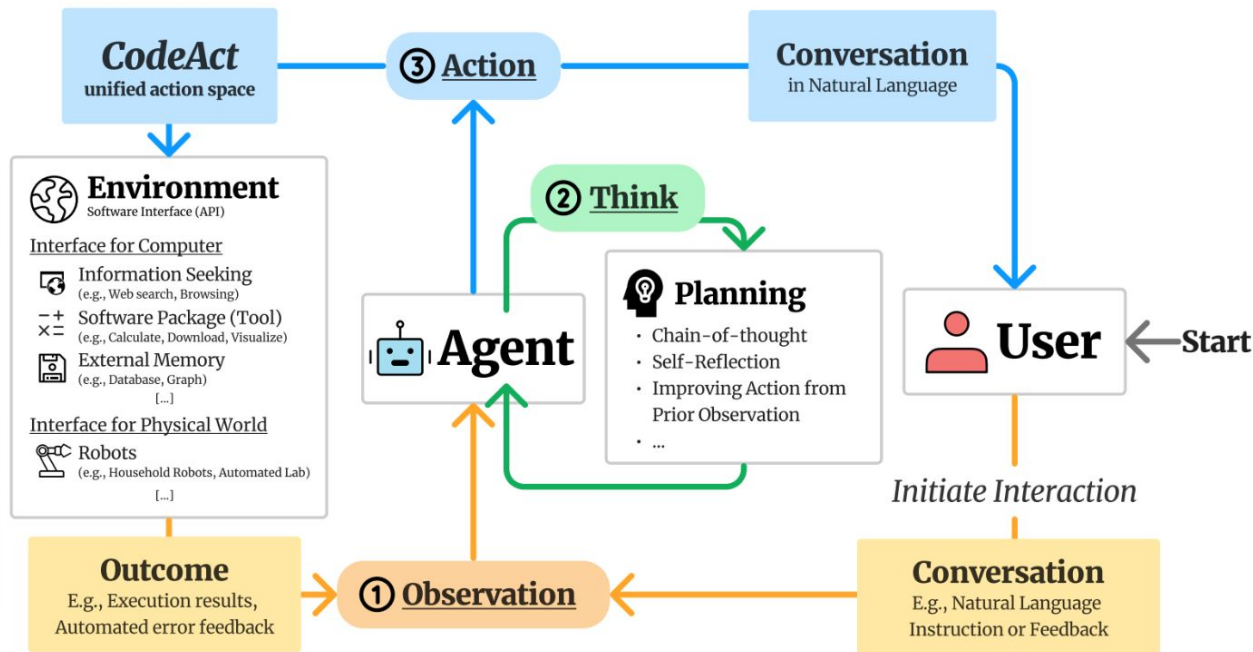 CodeAct
unified action space
③ Action
Conversation
in Natural Language
Environment
Software Interface (API)
Interface for Computer
Information Seeking
(e.g., Web search, Browsing)
Software Package (Tool)
(e.g., Calculate, Download, Visualize)
External Memory
(e.g., Database, Graph)
[...]
Interface for Physical World
Robots
(e.g., Household Robots, Automated Lab)
[...]
② Think
Agent
Planning
· Chain-of-thought
· Self-Reflection
· Improving Action from
Prior Observation
· ...
User
Start
Initiate Interaction
Outcome
E.g., Execution results,
Automated error feedback
① Observation
Conversation
E.g., Natural Language
Instruction or Feedback